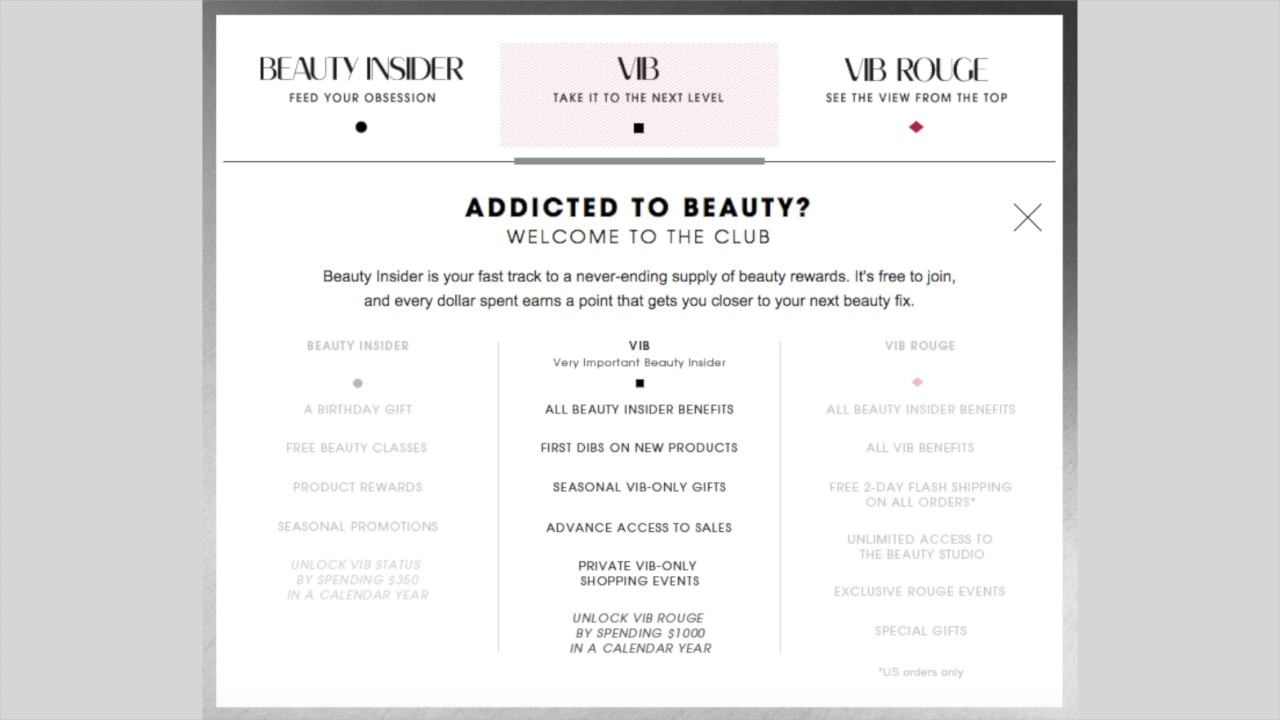 BEAUTY INSIDER
FEED YOUR OBSESSION
VIB
TAKE IT TO THE NEXT LEVEL
VIB ROUGE
SEE THE VIEW FROM THE TOP
ADDICTED TO BEAUTY?
WELCOME TO THE CLUB
Beauty Insider is your fast track to a never-ending supply of beauty rewards. It's free to join,
and every dollar spent earns a point that gets you closer to your next beauty fix.
BEAUTY INSIDER
A BIRTHDAY GIFT
FREE BEAUTY CLASSES
PRODUCT REWARDS
SEASONAL PROMOTIONS
UNLOCK VIB STATUS
BY SPENDING $350
IN A CALENDAR YEAR
VIB
Very Important Beauty Insider
ALL BEAUTY INSIDER BENEFITS
FIRST DIBS ON NEW PRODUCTS
SEASONAL VIB-ONLY GIFTS
ADVANCE ACCESS TO SALES
PRIVATE VIB-ONLY
SHOPPING EVENTS
UNLOCK VIB ROUGE
BY SPENDING $1000
IN A CALENDAR YEAR
VIB ROUGE
ALL BEAUTY INSIDER BENEFITS
ALL VIB BENEFITS
FREE 2-DAY FLASH SHIPPING
ON ALL ORDERS*
UNLIMITED ACCESS TO
THE BEAUTY STUDIO
EXCLUSIVE ROUGE EVENTS
SPECIAL GIFTS
*US orders only